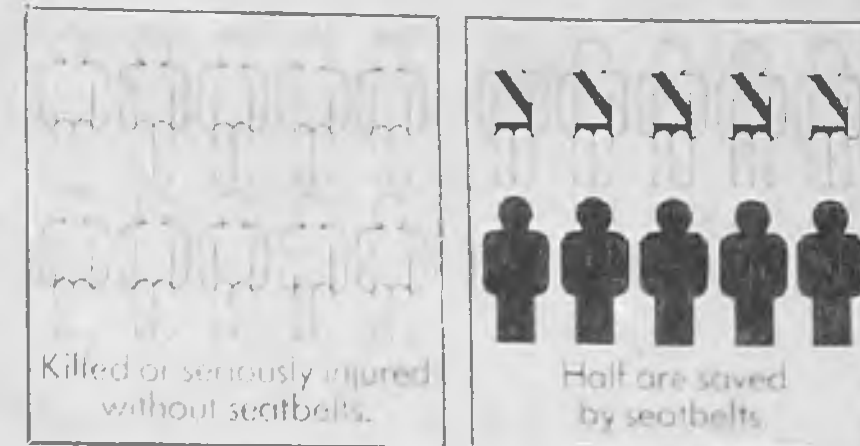 Killed or seriously injured
without seatbelts.
Half are saved
by seatbelts.